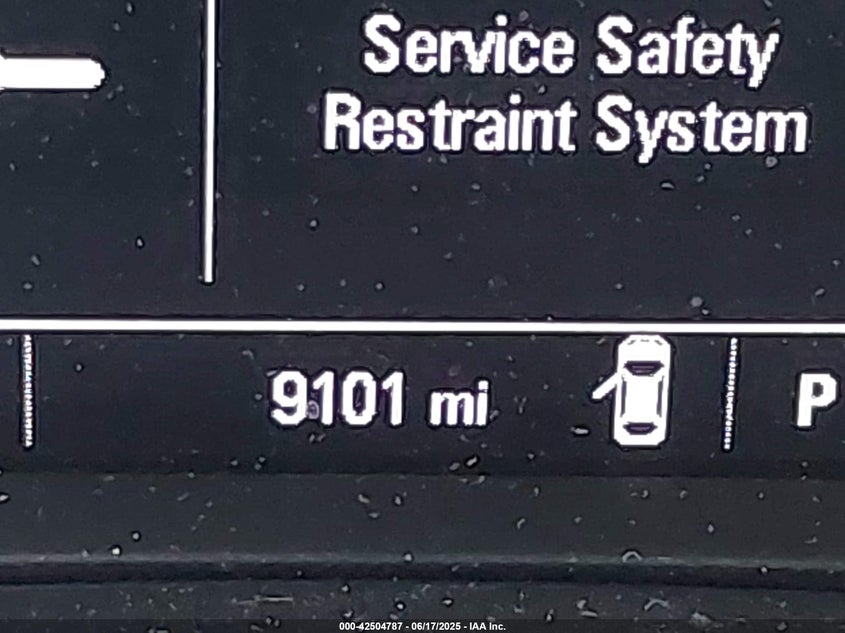 Service Safety
Restraint System
9101 mi
P
000-42504787 - 06/17/2025 - IAA Inc.